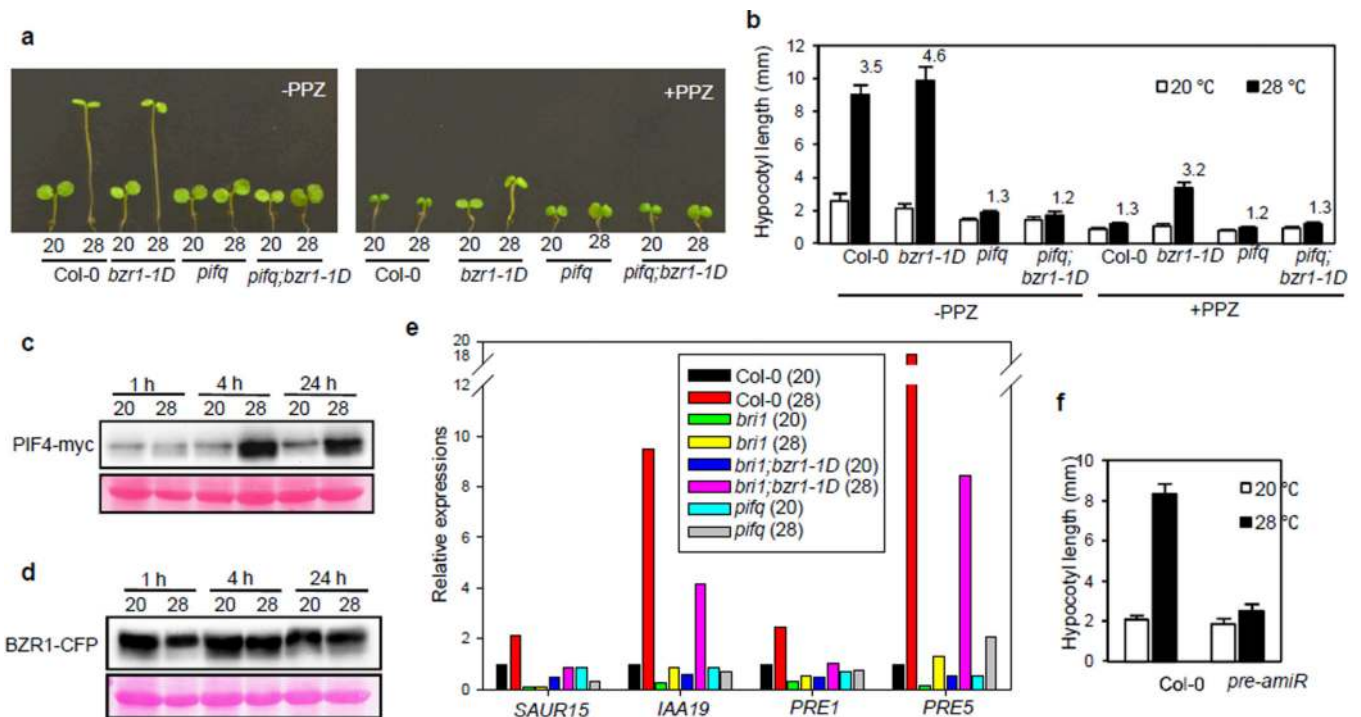 a
-PPZ
+PPZ
20 28 20 28 20 28 20 28
Col-0 bzr1-1D pifq pifq;bzr1-1D
20 28 20 28 20 28 20 28
Col-0 bzr1-1D pifq pifq;bzr1-1D
b
Hypocotyl length (mm)
12
10
8
6
4
2
0
3.5 4.6 1.3 1.2 1.3 3.2 1.2 1.3
20 °C 28 °C
Col-0 bzr1-1D pifq pifq; bzr1-1D Col-0 bzr1-1D pifq pifq; bzr1-1D
-PPZ +PPZ
c
1 h 4 h 24 h
20 28 20 28 20 28
PIF4-myc
d
1 h 4 h 24 h
20 28 20 28 20 28
BZR1-CFP
e
Relative expressions
20
18
12
10
8
6
4
2
0
Col-0 (20)
Col-0 (28)
bri1 (20)
bri1 (28)
bri1;bzr1-1D (20)
bri1;bzr1-1D (28)
pifq (20)
pifq (28)
SAUR15 IAA19 PRE1 PRE5
f
Hypocotyl length (mm)
10
8
6
4
2
0
20 °C
28 °C
Col-0 pre-amiR